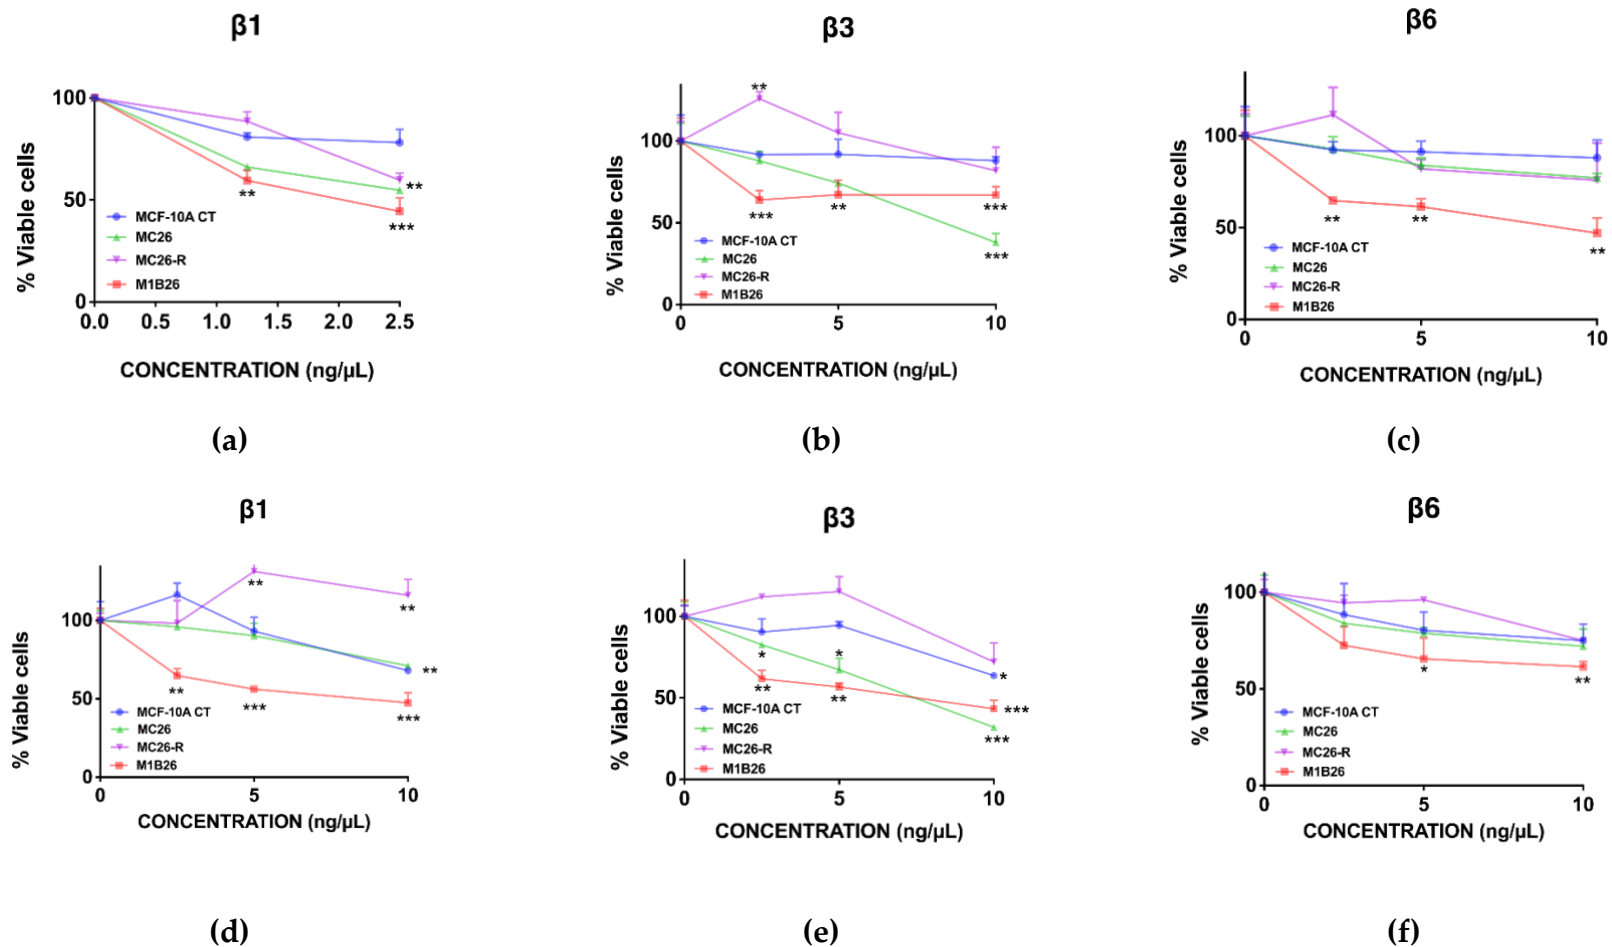 β1
% Viable cells
100
50
0
**
**
***
MCF-10A CT
MC26
MC26-R
M1B26
0.0 0.5 1.0 1.5 2.0 2.5
CONCENTRATION (ng/μL)
(a)
β3
% Viable cells
100
50
0
**
***
**
***
***
MCF-10A CT
MC26
MC26-R
M1B26
0 5 10
CONCENTRATION (ng/μL)
(b)
β6
% Viable cells
100
50
0
**
**
**
MCF-10A CT
MC26
MC26-R
M1B26
0 5 10
CONCENTRATION (ng/μL)
(c)
β1
% Viable cells
100
50
0
**
**
**
**
***
***
MCF-10A CT
MC26
MC26-R
M1B26
0 5 10
CONCENTRATION (ng/μL)
(d)
β3
% Viable cells
100
50
0
*
*
*
**
**
***
***
MCF-10A CT
MC26
MC26-R
M1B26
0 5 10
CONCENTRATION (ng/μL)
(e)
β6
% Viable cells
100
50
0
*
**
MCF-10A CT
MC26
MC26-R
M1B26
0 5 10
CONCENTRATION (ng/μL)
(f)